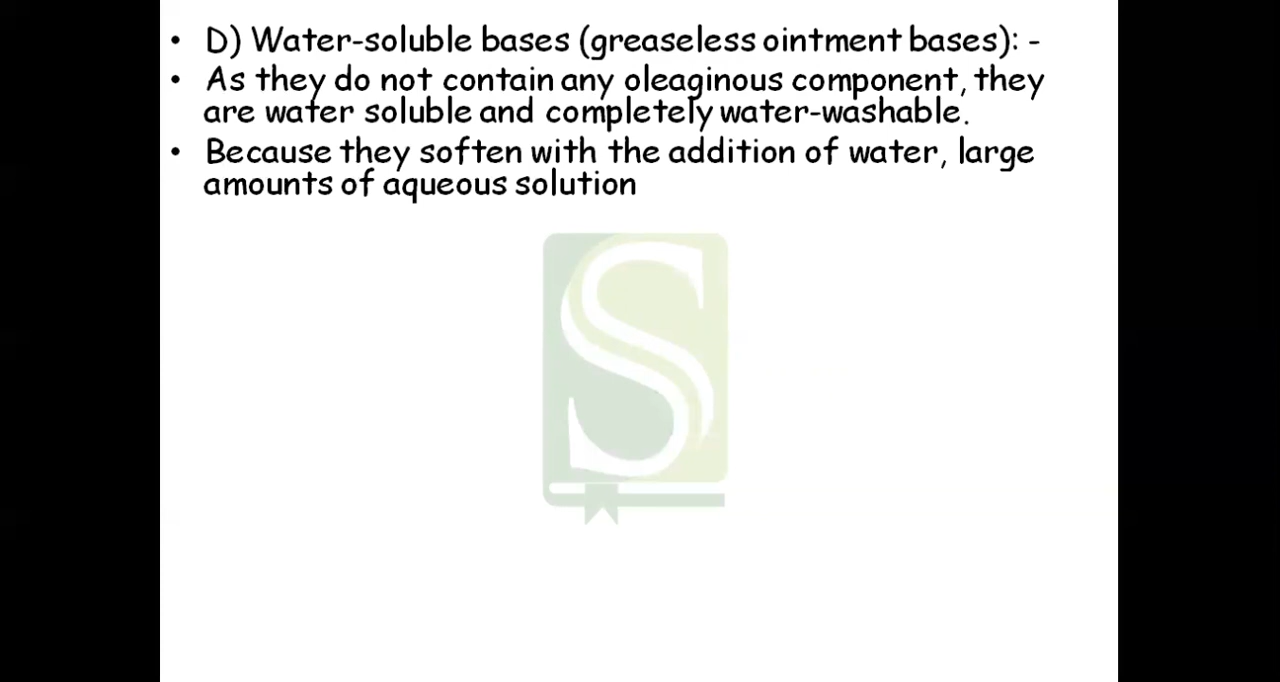 • D) Water-soluble bases (greaseless ointment bases): -
• As they do not contain any oleaginous component, they
are water soluble and completely water-washable.
• Because they soften with the addition of water, large
amounts of aqueous solution
S